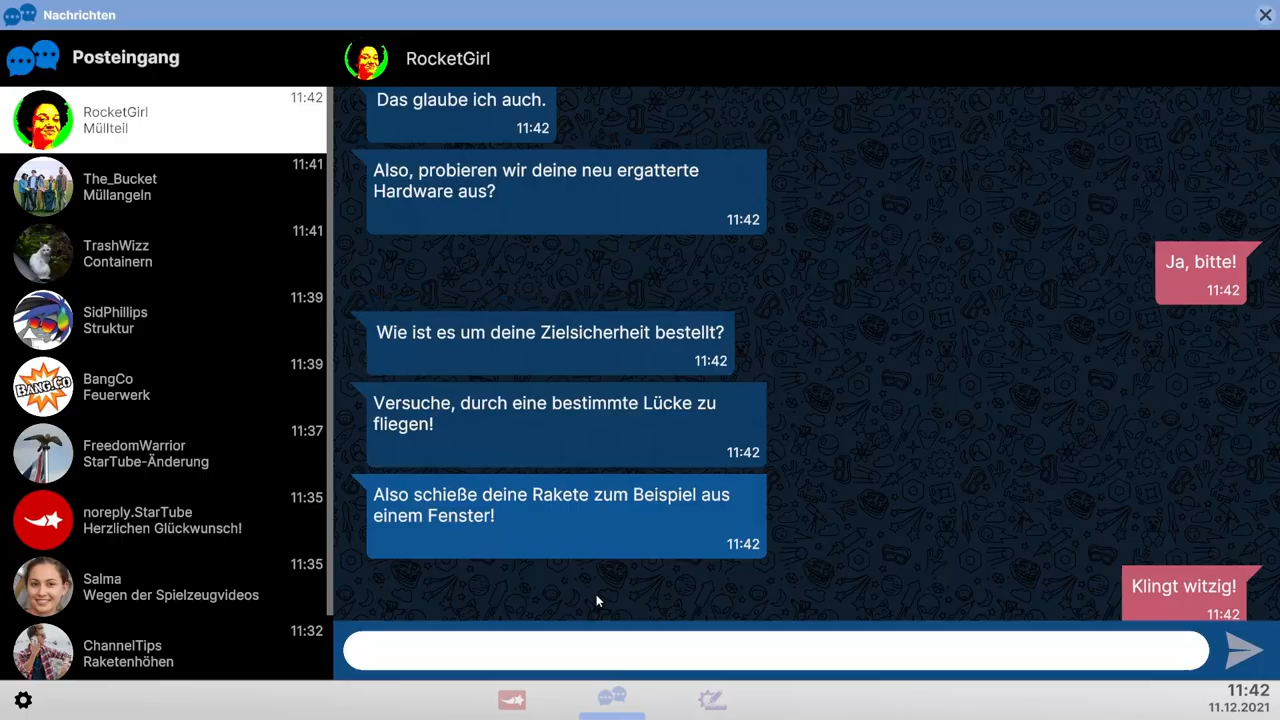 Nachrichten
Posteingang
RocketGirl
11:42
Müllteil
11:41
The_Bucket
Müllangeln
11:41
TrashWizz
Containern
11:39
SidPhillips
Struktur
11:39
BangCo
Feuerwerk
BANG.CO
11:37
FreedomWarrior
StarTube-Änderung
11:35
noreply.StarTube
Herzlichen Glückwunsch!
11:35
Salma
Wegen der Spielzeugvideos
11:32
ChannelTips
Raketenhöhen
RocketGirl
Das glaube ich auch.
11:42
Also, probieren wir deine neu ergatterte
Hardware aus?
11:42
Ja, bitte!
11:42
Wie ist es um deine Zielsicherheit bestellt?
11:42
Versuche, durch eine bestimmte Lücke zu
fliegen!
11:42
Also schieße deine Rakete zum Beispiel aus
einem Fenster!
11:42
Klingt witzig!
11:42
11:42
11.12.2021